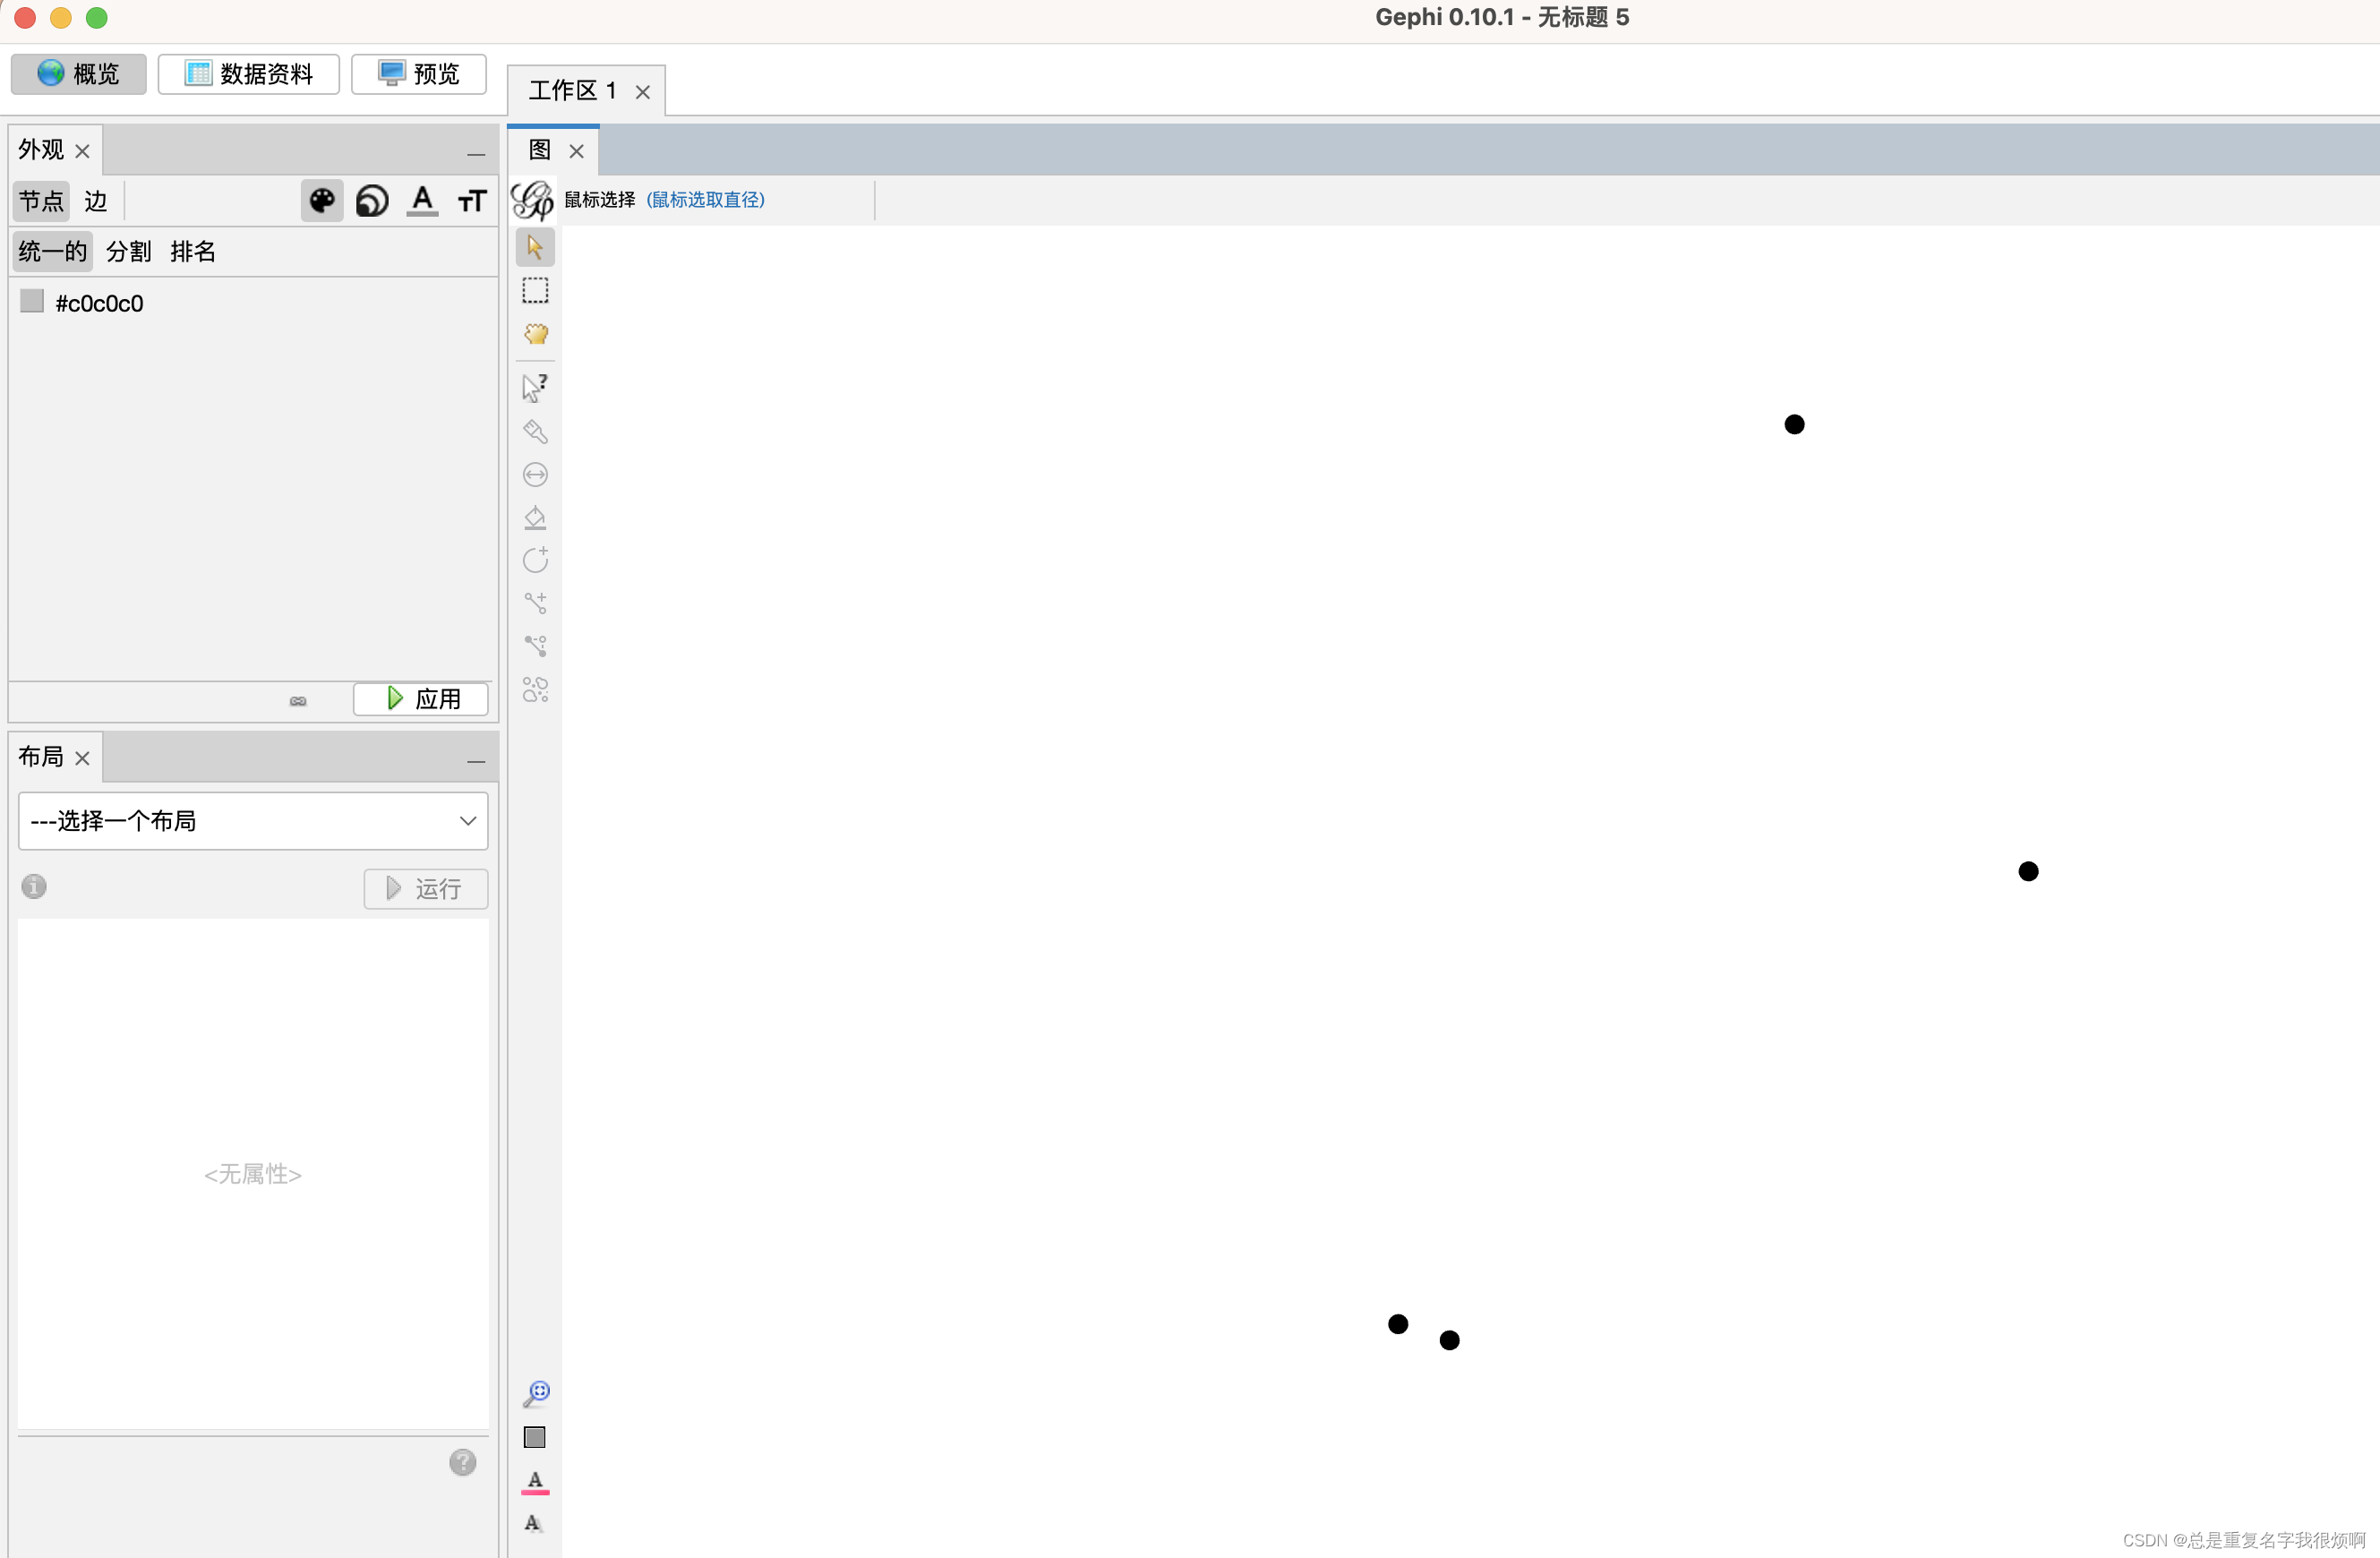 Gephi 0.10.1 - 无标题 5
概览
数据资料
预览
工作区 1
外观
图
节点 边
A
TT
鼠标选择 (鼠标选取直径)
统一的 分割 排名
#c0c0c0
应用
布局
---选择一个布局
运行
<无属性>
A
A
CSDN @总是重复名字我很烦啊